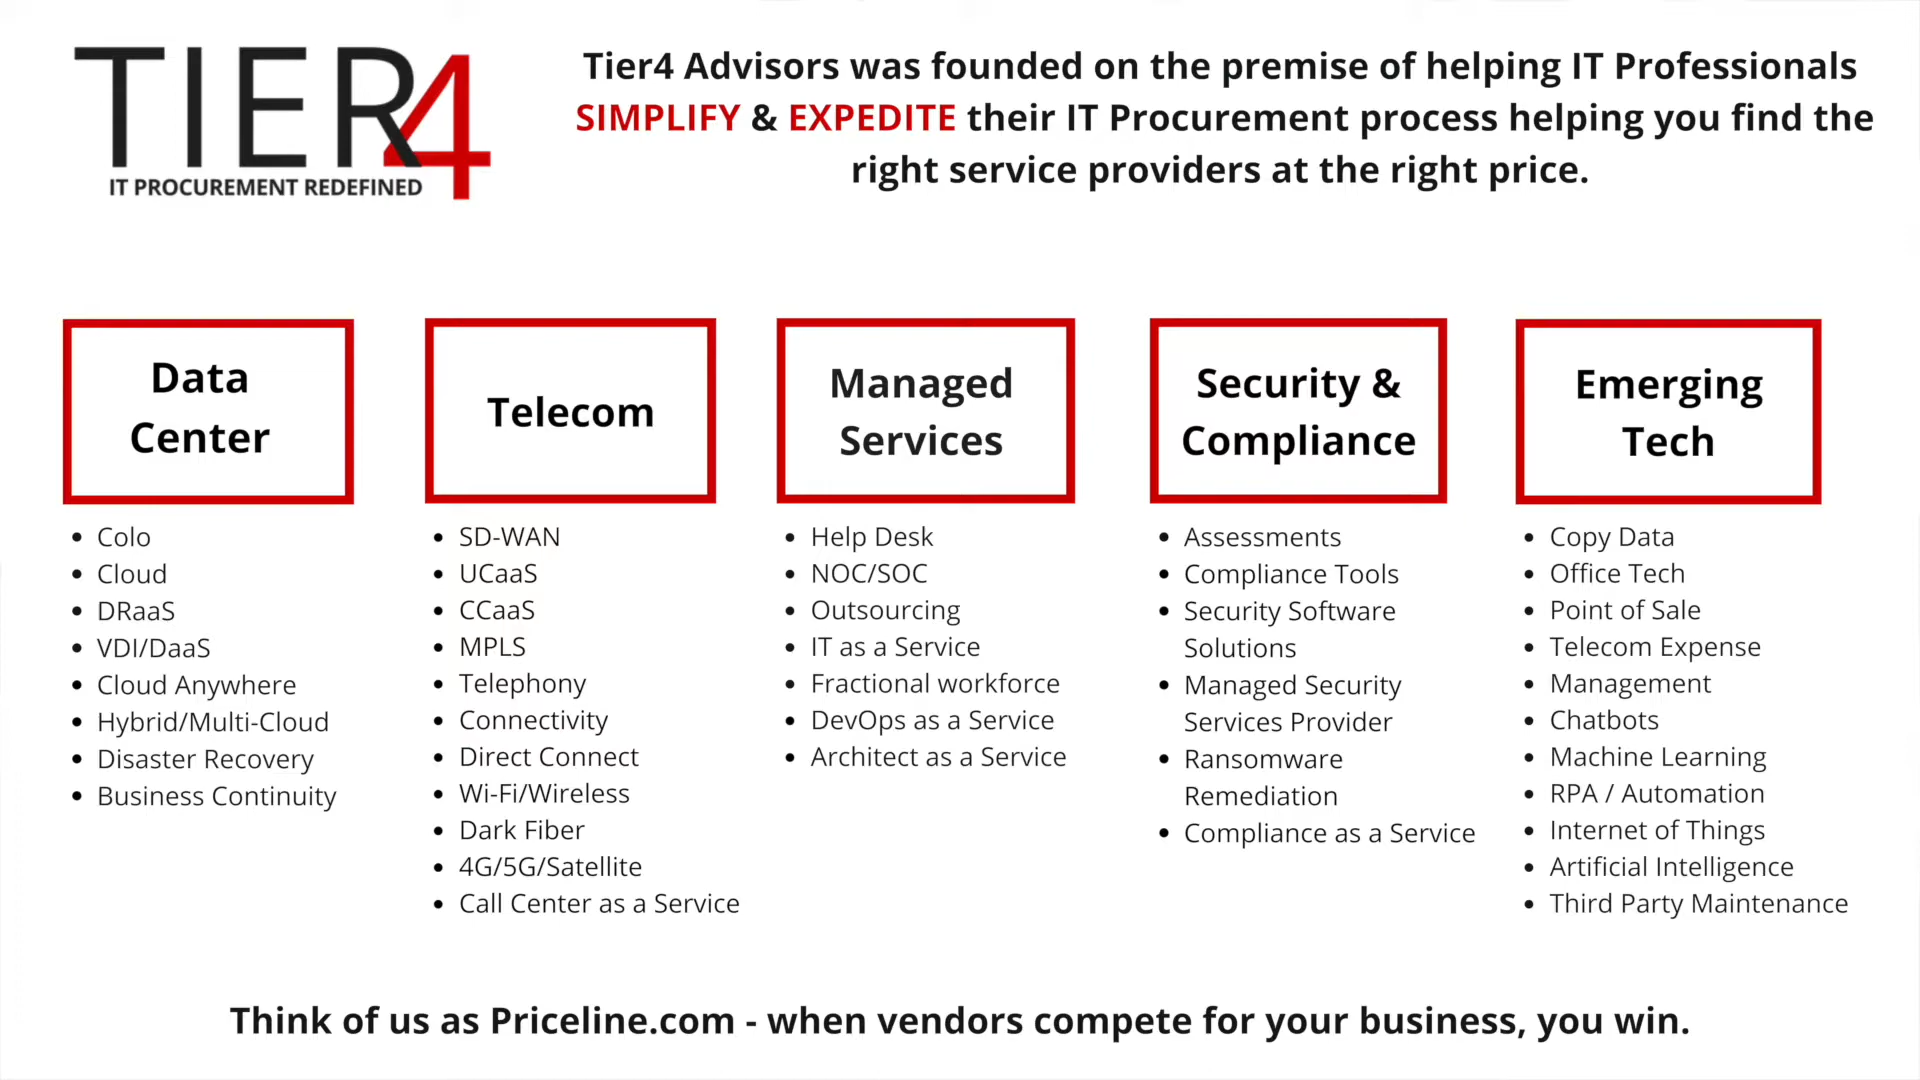 TIER4
IT PROCUREMENT REDEFINED
Tier4 Advisors was founded on the premise of helping IT Professionals
SIMPLIFY & EXPEDITE their IT Procurement process helping you find the
right service providers at the right price.
Data
Center
• Colo
• Cloud
• DRaaS
• VDI/DaaS
• Cloud Anywhere
• Hybrid/Multi-Cloud
• Disaster Recovery
• Business Continuity
Telecom
• SD-WAN
• UCaaS
• CCaaS
• MPLS
• Telephony
• Connectivity
• Direct Connect
• Wi-Fi/Wireless
• Dark Fiber
• 4G/5G/Satellite
• Call Center as a Service
Managed
Services
• Help Desk
• NOC/SOC
• Outsourcing
• IT as a Service
• Fractional workforce
• DevOps as a Service
• Architect as a Service
Security &
Compliance
• Assessments
• Compliance Tools
• Security Software
Solutions
• Managed Security
Services Provider
• Ransomware
Remediation
• Compliance as a Service
Emerging
Tech
• Copy Data
• Office Tech
• Point of Sale
• Telecom Expense
• Management
• Chatbots
• Machine Learning
• RPA / Automation
• Internet of Things
• Artificial Intelligence
• Third Party Maintenance
Think of us as Priceline.com - when vendors compete for your business, you win.